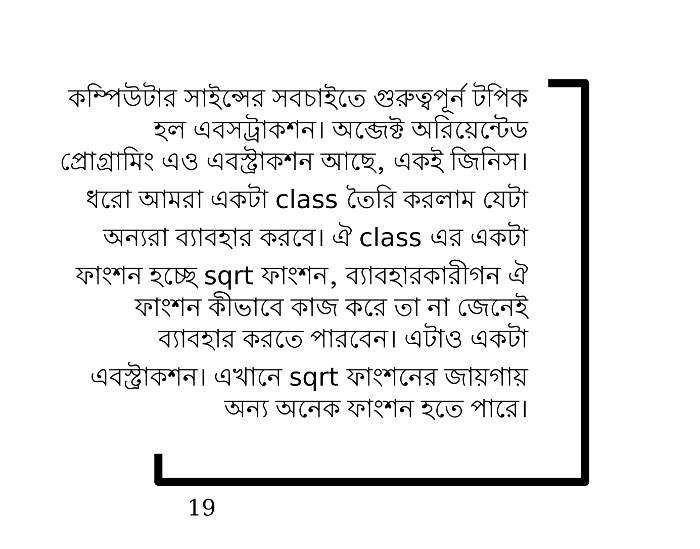 কম্পিউটার সাইন্সের সবচাইতে গুরুত্বপূর্ন টপিক
হল এবসট্রাকশন। অব্জেক্ট অরিয়েন্টেড
প্রোগ্রামিং এও এবস্ট্রাকশন আছে, একই জিনিস।
ধরো আমরা একটা class তৈরি করলাম যেটা
অন্যরা ব্যাবহার করবে। ঐ class এর একটা
ফাংশন হচ্ছে sqrt ফাংশন, ব্যাবহারকারীগন ঐ
ফাংশন কীভাবে কাজ করে তা না জেনেই
ব্যাবহার করতে পারবেন। এটাও একটা
এবস্ট্রাকশন। এখানে sqrt ফাংশনের জায়গায়
অন্য অনেক ফাংশন হতে পারে।
19